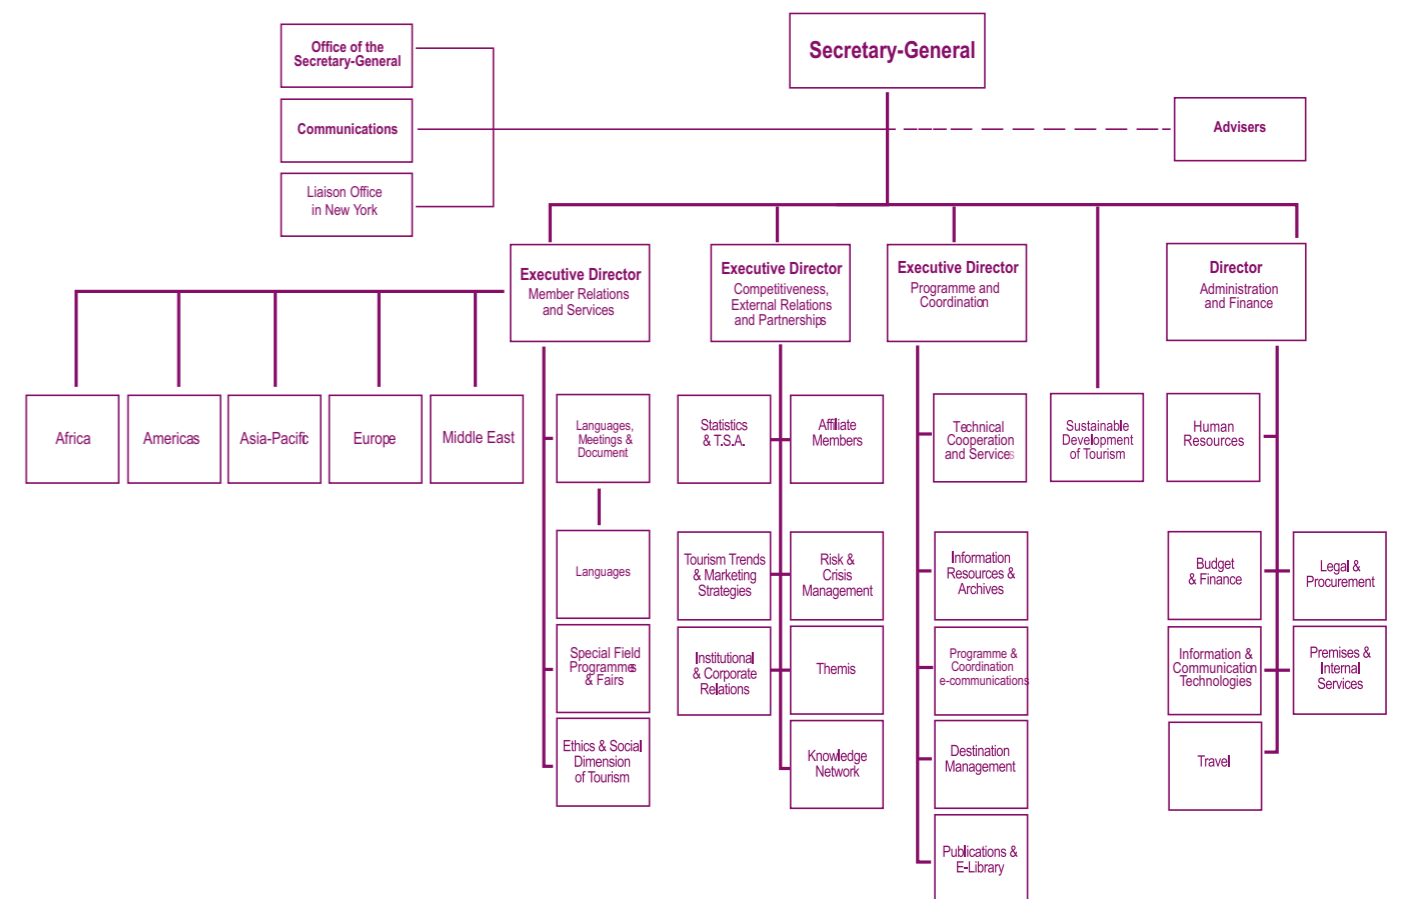 Office of the
Secretary-General
Secretary-General
Communications
Advisers
Liaison Office
in New York
Executive Director
Member Relations
and Services
Executive Director
Competitiveness,
External Relations
and Partnerships
Executive Director
Programme and
Coordination
Director
Administration
and Finance
Africa
Americas
Asia-Pacific
Europe
Middle East
Languages,
Meetings &
Document
Statistics
& T.S.A.
Affiliate
Members
Technical
Cooperation
and Services
Sustainable
Development
of Tourism
Human
Resources
Languages
Tourism Trends
& Marketing
Strategies
Risk &
Crisis
Management
Information
Resources &
Archives
Budget
& Finance
Legal &
Procurement
Special Field
Programmes
& Fairs
Institutional
& Corporate
Relations
Themis
Programme &
Coordination
e-communications
Information &
Communication
Technologies
Premises &
Internal
Services
Ethics & Social
Dimension
of Tourism
Knowledge
Network
Destination
Management
Travel
Publications &
E-Library